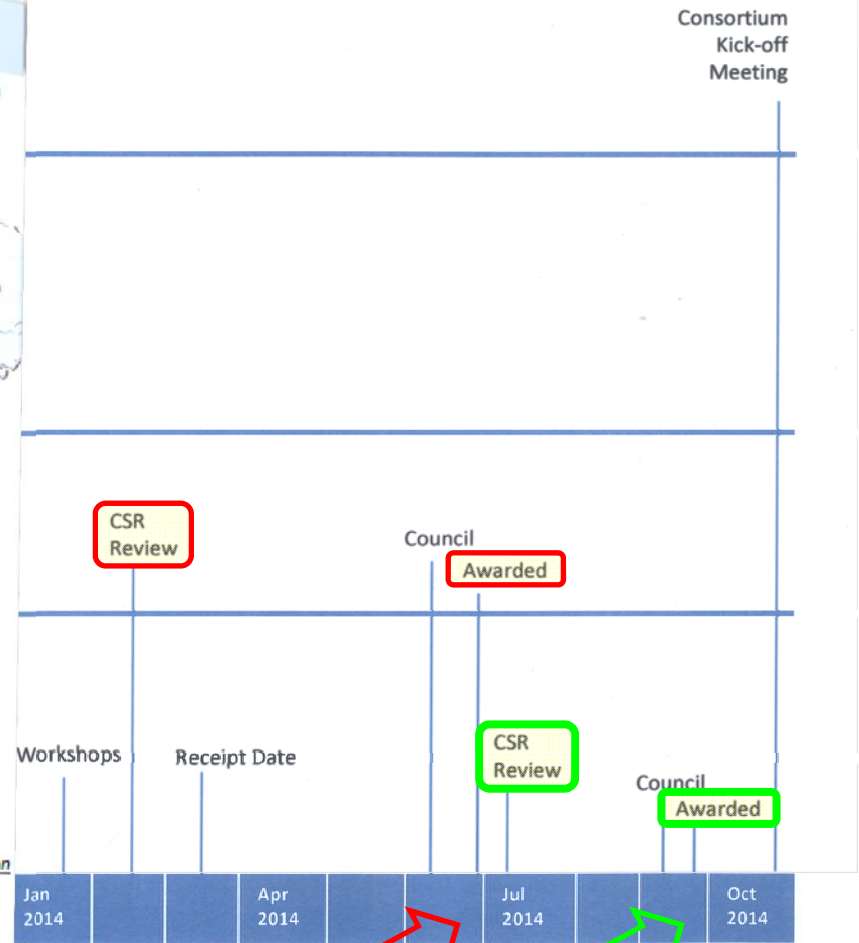 Consortium
Kick-off
Meeting
CSR
Review
Council
Awarded
Workshops
Receipt Date
CSR
Review
Council
Awarded
Jan
2014
Apr
2014
Jul
2014
Oct
2014